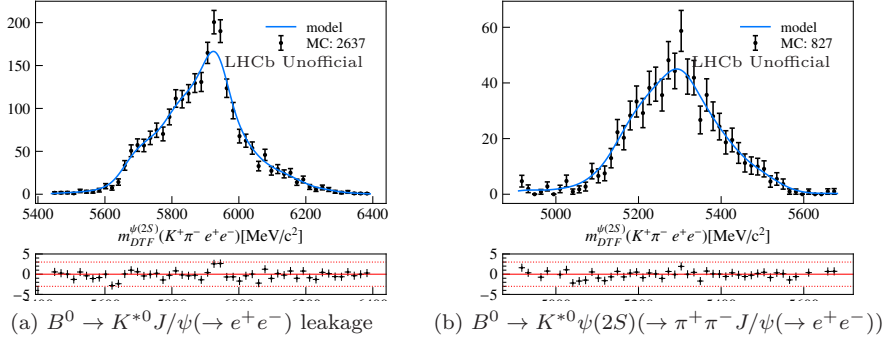 200
150
100
50
0
model
MC: 2637
LHCb Unofficial
5400 5600 5800 6000 6200 6400
m_{DTF}^{ψ(2S)}(K⁺π⁻ e⁺e⁻)[MeV/c²]
5
0
−5
60
40
20
0
model
MC: 827
LHCb Unofficial
5000 5200 5400 5600
m_{DTF}^{ψ(2S)}(K⁺π⁻ e⁺e⁻)[MeV/c²]
5
0
−5
(a) B⁰ → K*⁰J/ψ(→ e⁺e⁻) leakage
(b) B⁰ → K*⁰ψ(2S)(→ π⁺π⁻J/ψ(→ e⁺e⁻))